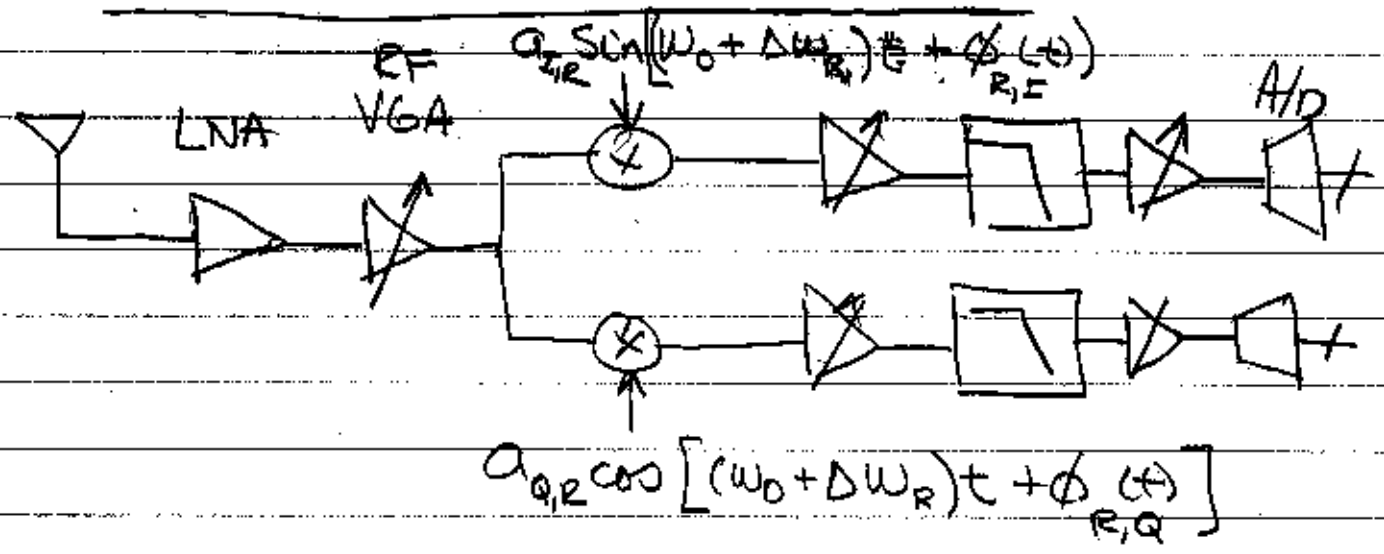 a_{I,R} Sin[(ω_0 + Δω_R)t + φ_{R,I}(t))
RF
VGA
LNA
A/D
x
x
a_{Q,R} cos[(ω_0 + Δω_R)t + φ_{R,Q}(t)]